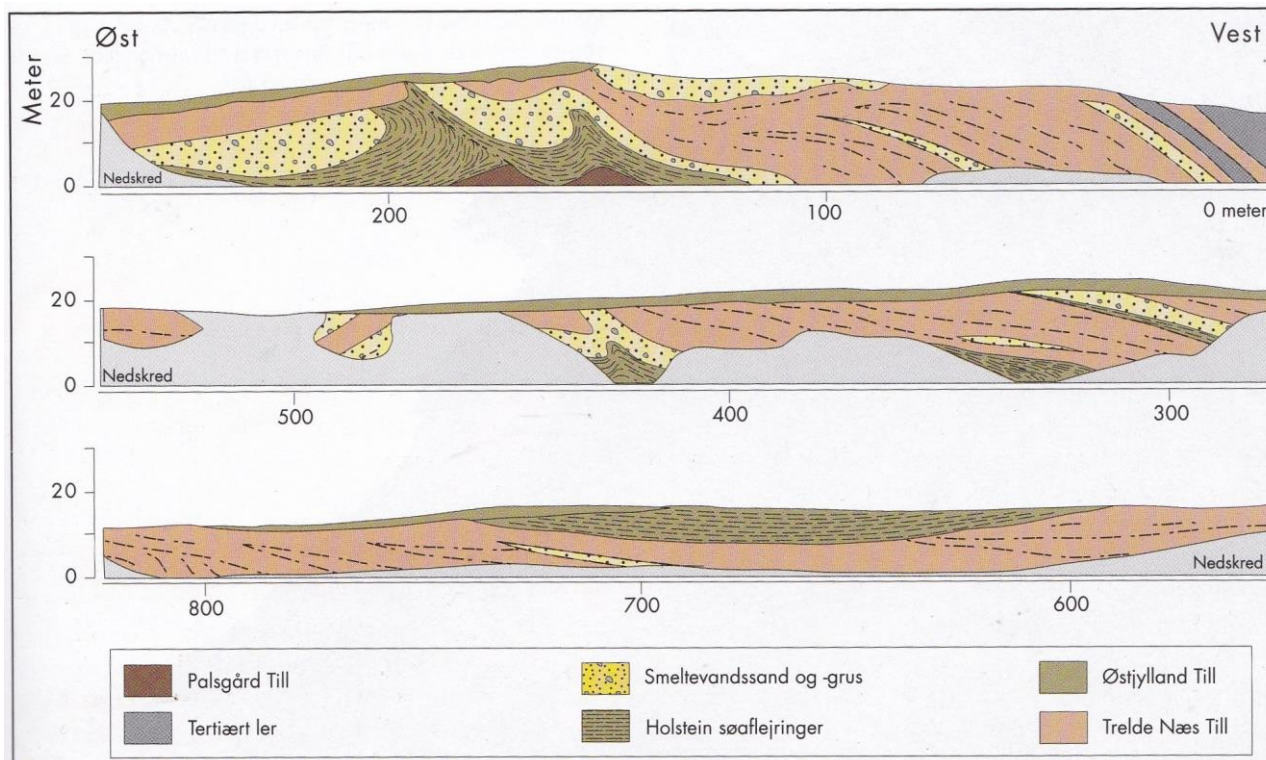 Øst
Vest
Meter
20
0
Nedskred
200
100
0 meter
20
0
Nedskred
500
400
300
20
0
Nedskred
800
700
600
Palsgård Till
Smeltevandssand og -grus
Østjylland Till
Tertiært ler
Holstein søaflejringer
Trelde Næs Till